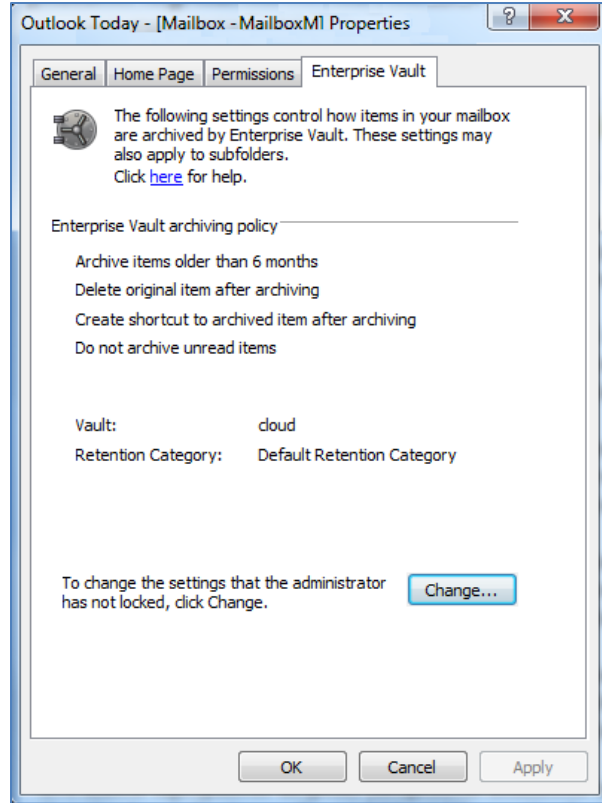 Outlook Today - [Mailbox - MailboxM1 Properties
?
X
General
Home Page
Permissions
Enterprise Vault
The following settings control how items in your mailbox
are archived by Enterprise Vault. These settings may
also apply to subfolders.
Click here for help.
Enterprise Vault archiving policy
Archive items older than 6 months
Delete original item after archiving
Create shortcut to archived item after archiving
Do not archive unread items
Vault: cloud
Retention Category: Default Retention Category
To change the settings that the administrator
has not locked, click Change.
Change...
OK
Cancel
Apply